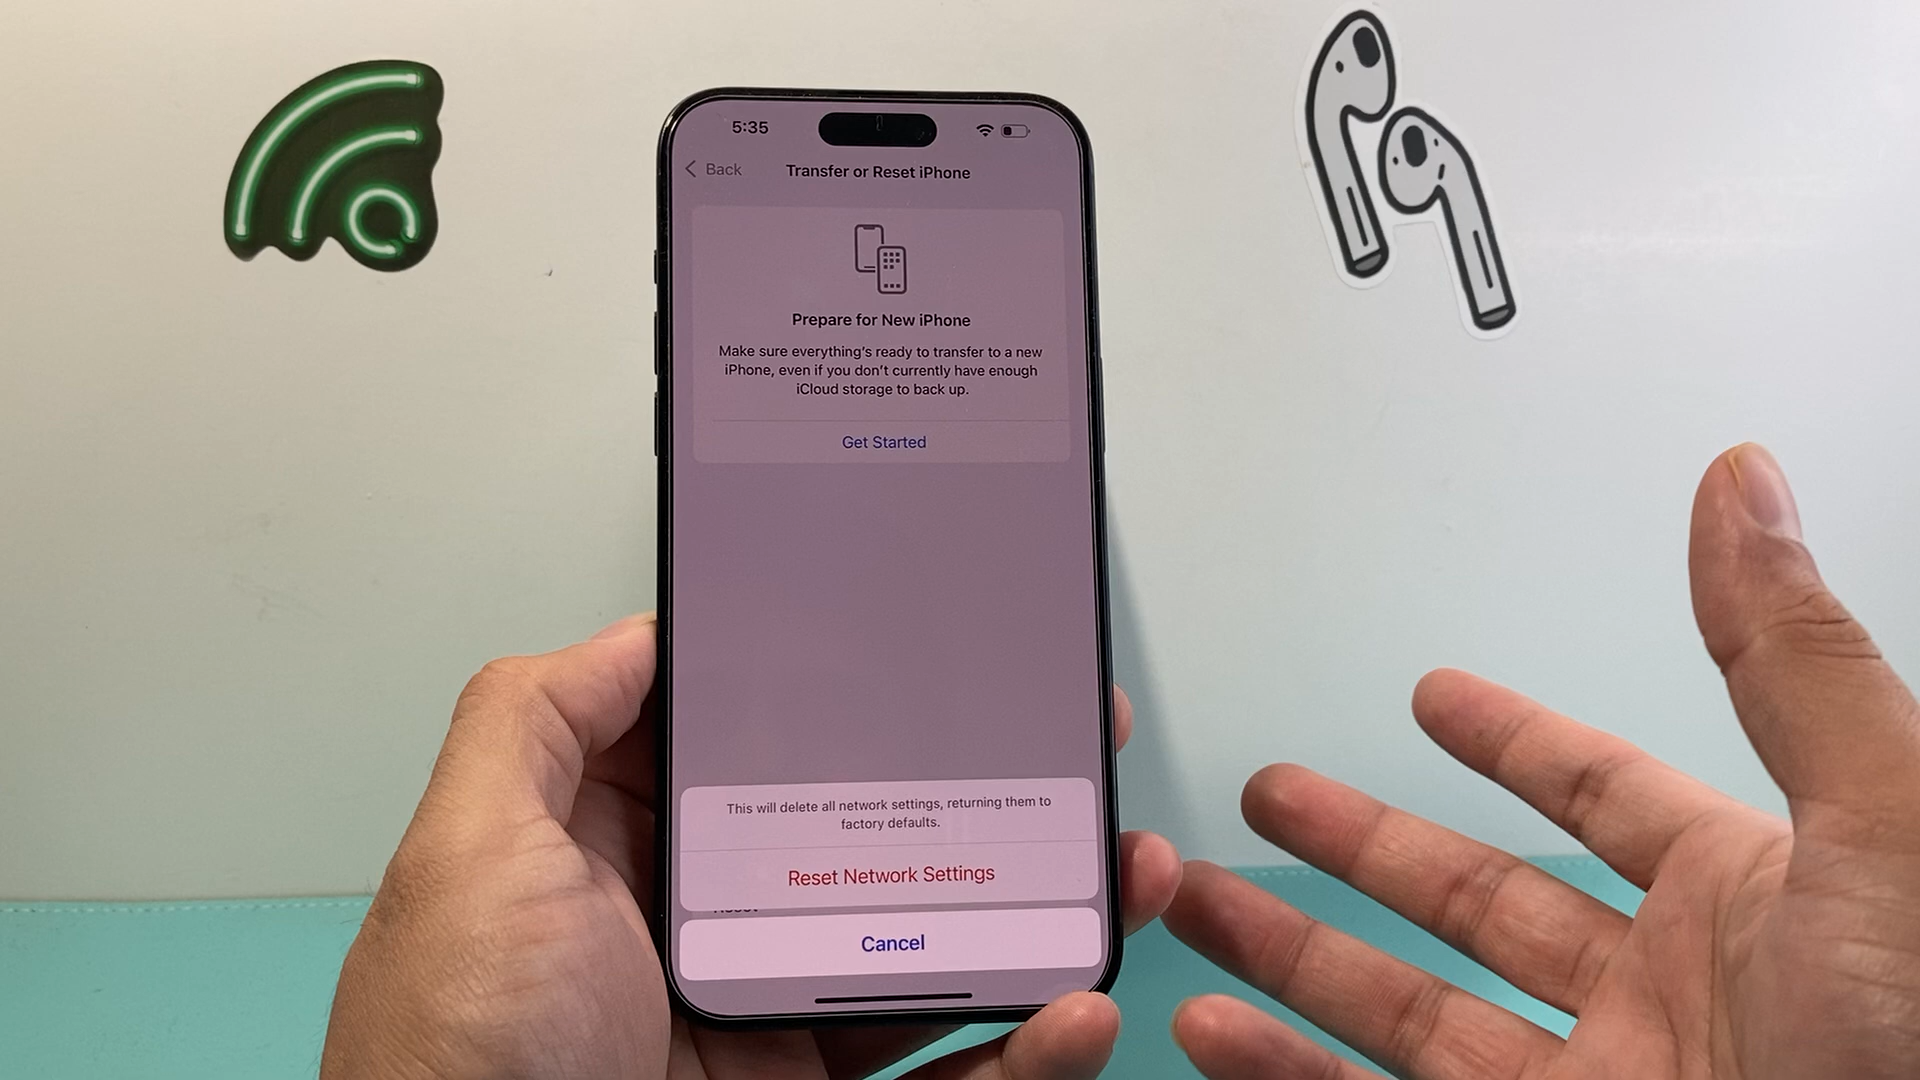 5:35
Back
Transfer or Reset iPhone
Prepare for New iPhone
Make sure everything's ready to transfer to a new
iPhone, even if you don't currently have enough
iCloud storage to back up.
Get Started
This will delete all network settings, returning them to
factory defaults.
Reset Network Settings
Cancel